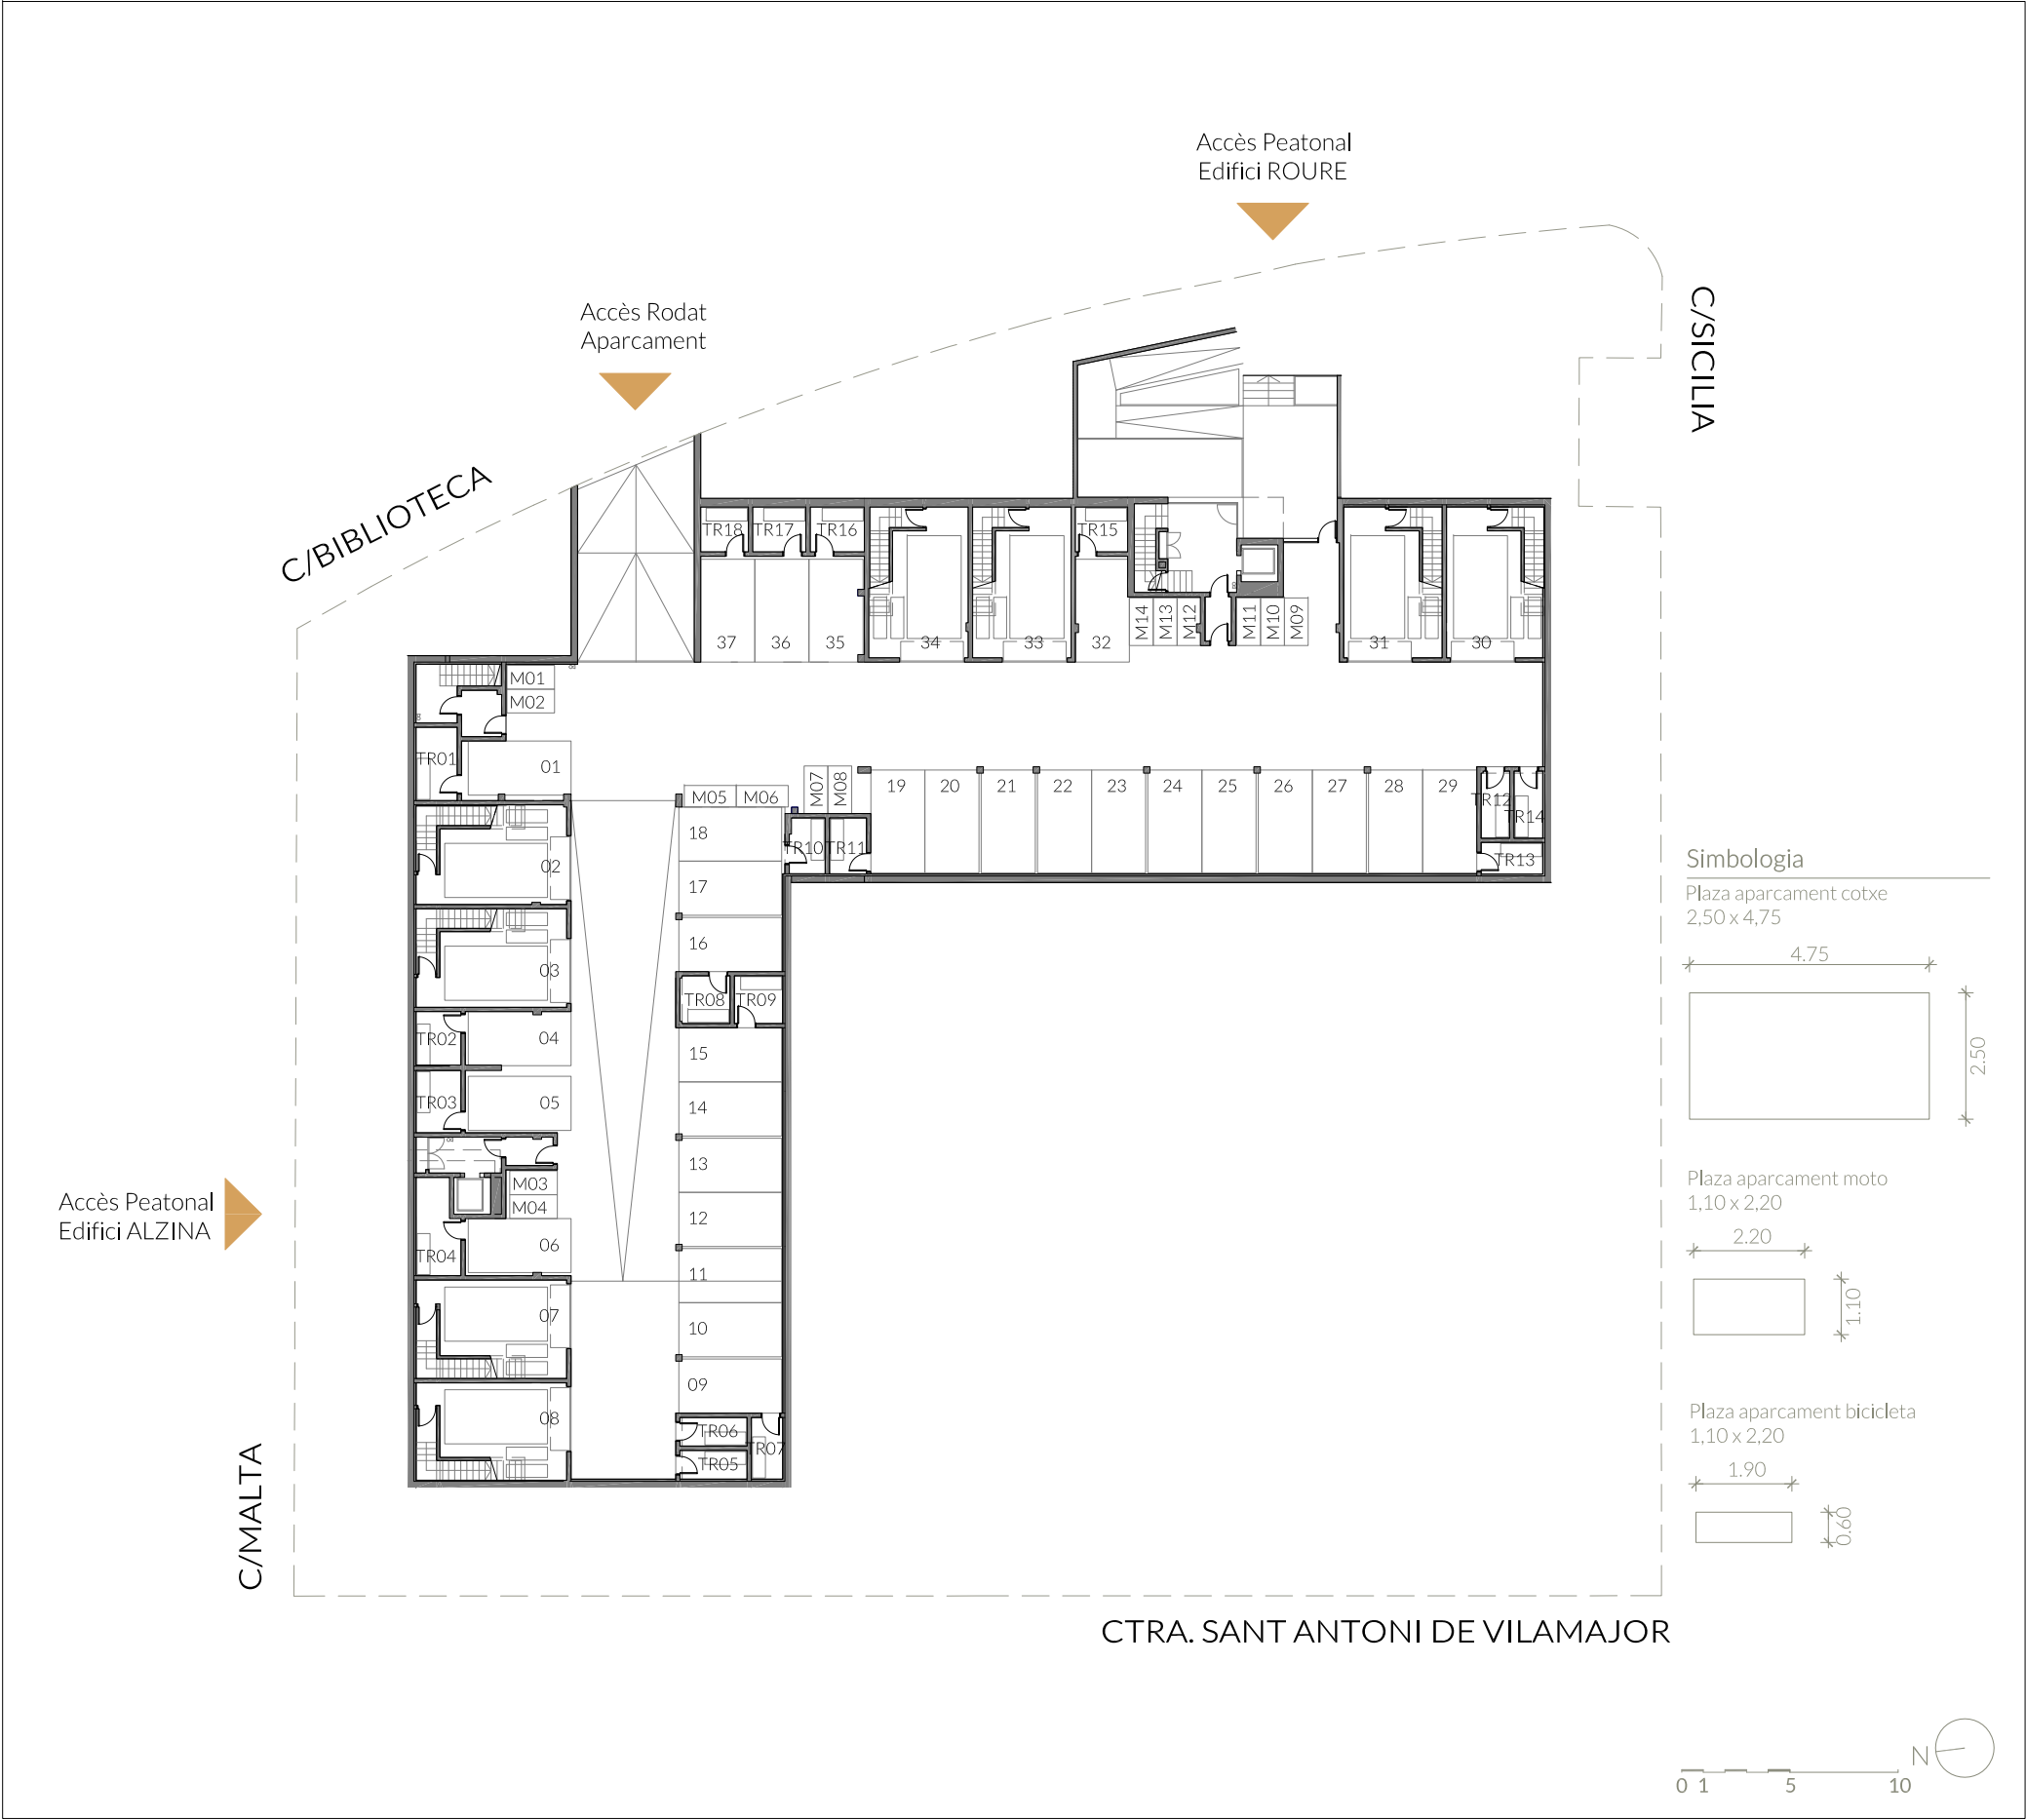 Accès Peatonal
Edifici ROURE
Accès Rodat
Aparcament
C/SICILIA
C/BIBLIOTECA
TR18 TR17 TR16 TR15
37 36 35 34 33 32 M14 M13 M12 M11 M10 M09 31 30
M01
M02
TR01 01
M05 M06 M07 M08
19 20 21 22 23 24 25 26 27 28 29
TR12 TR14
TR10 TR11
TR13
18
02
17
16
03
TR08 TR09
TR02 04
15
TR03 05
14
13
M03
M04
12
TR04 06
11
07
10
09
08
TR06
TR05
TR07
Accès Peatonal
Edifici ALZINA
C/MALTA
CTRA. SANT ANTONI DE VILAMAJOR
Simbologia
Plaza aparcament cotxe
2,50 x 4,75
4.75
2.50
Plaza aparcament moto
1,10 x 2,20
2.20
1.10
Plaza aparcament bicicleta
1,10 x 2,20
1.90
0.60
N
0 1 5 10